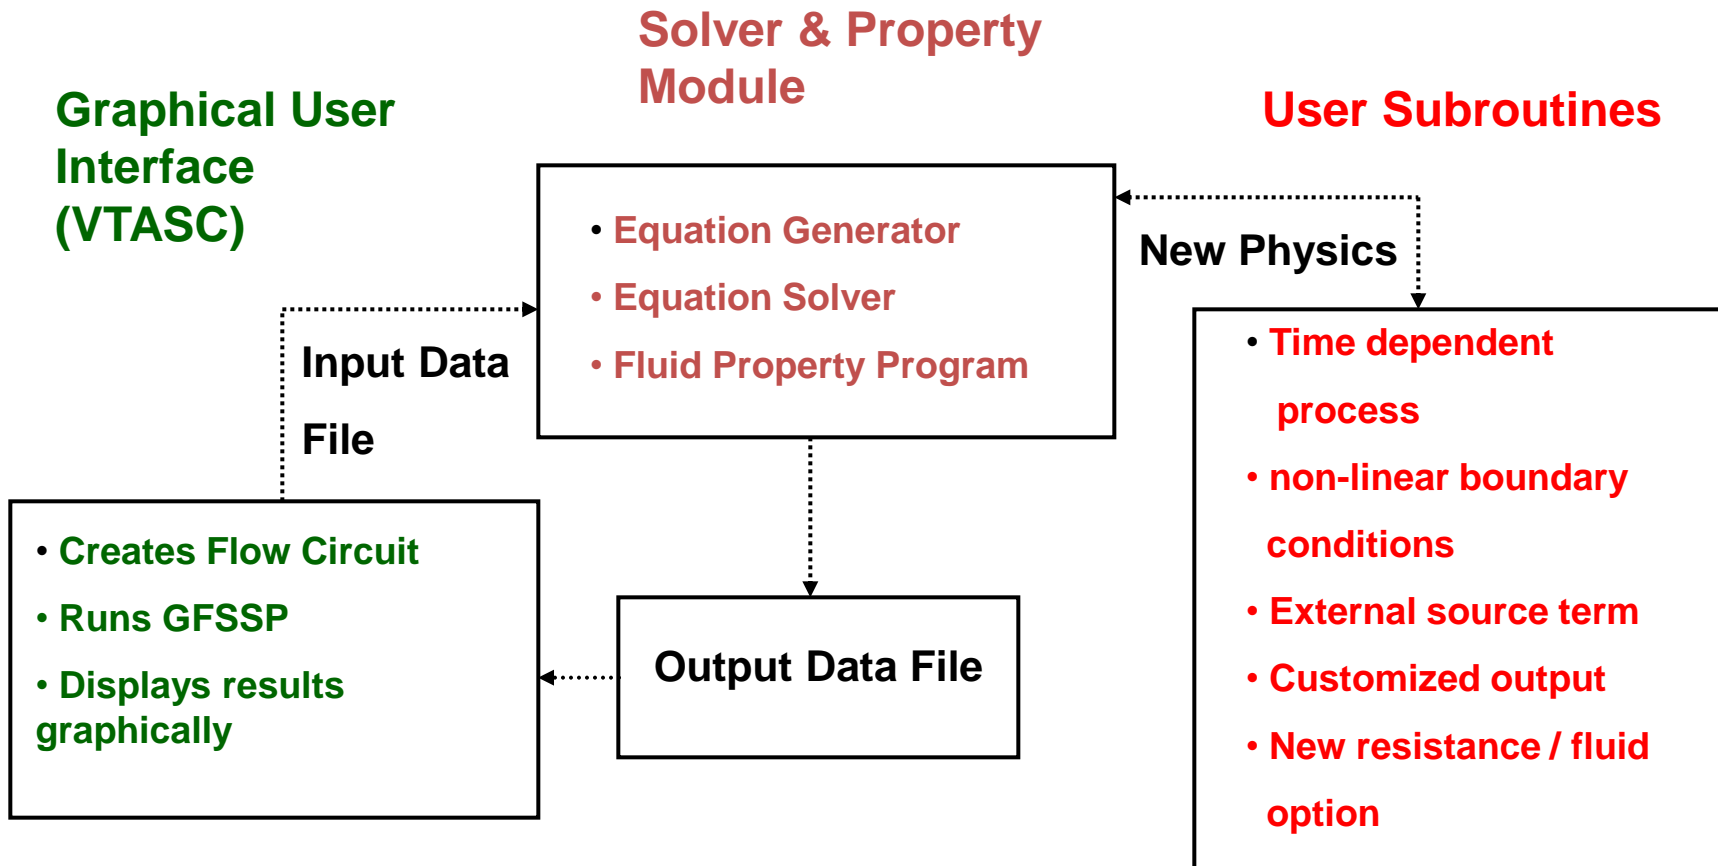 Solver & Property
Module
Graphical User
Interface
(VTASC)
User Subroutines
• Equation Generator
• Equation Solver
• Fluid Property Program
New Physics
Input Data
File
• Time dependent
process
• non-linear boundary
conditions
• External source term
• Customized output
• New resistance / fluid
option
• Creates Flow Circuit
• Runs GFSSP
• Displays results
graphically
Output Data File